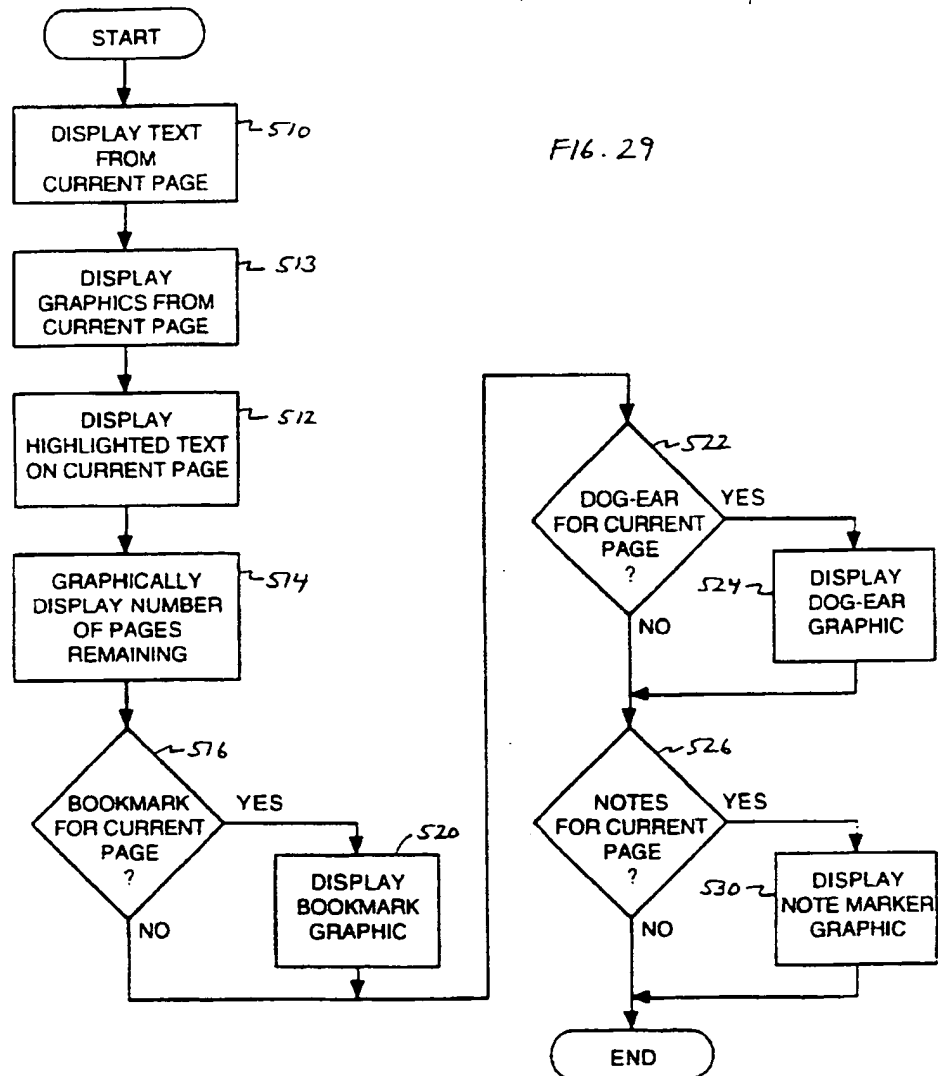 START
DISPLAY TEXT
FROM
CURRENT PAGE
510
FIG. 29
DISPLAY
GRAPHICS FROM
CURRENT PAGE
513
DISPLAY
HIGHLIGHTED TEXT
ON CURRENT PAGE
512
GRAPHICALLY
DISPLAY NUMBER
OF PAGES
REMAINING
514
BOOKMARK
FOR CURRENT
PAGE
?
516
YES
NO
520
DISPLAY
BOOKMARK
GRAPHIC
522
DOG-EAR
FOR CURRENT
PAGE
?
YES
NO
524
DISPLAY
DOG-EAR
GRAPHIC
526
NOTES
FOR CURRENT
PAGE
?
YES
NO
530
DISPLAY
NOTE MARKER
GRAPHIC
END